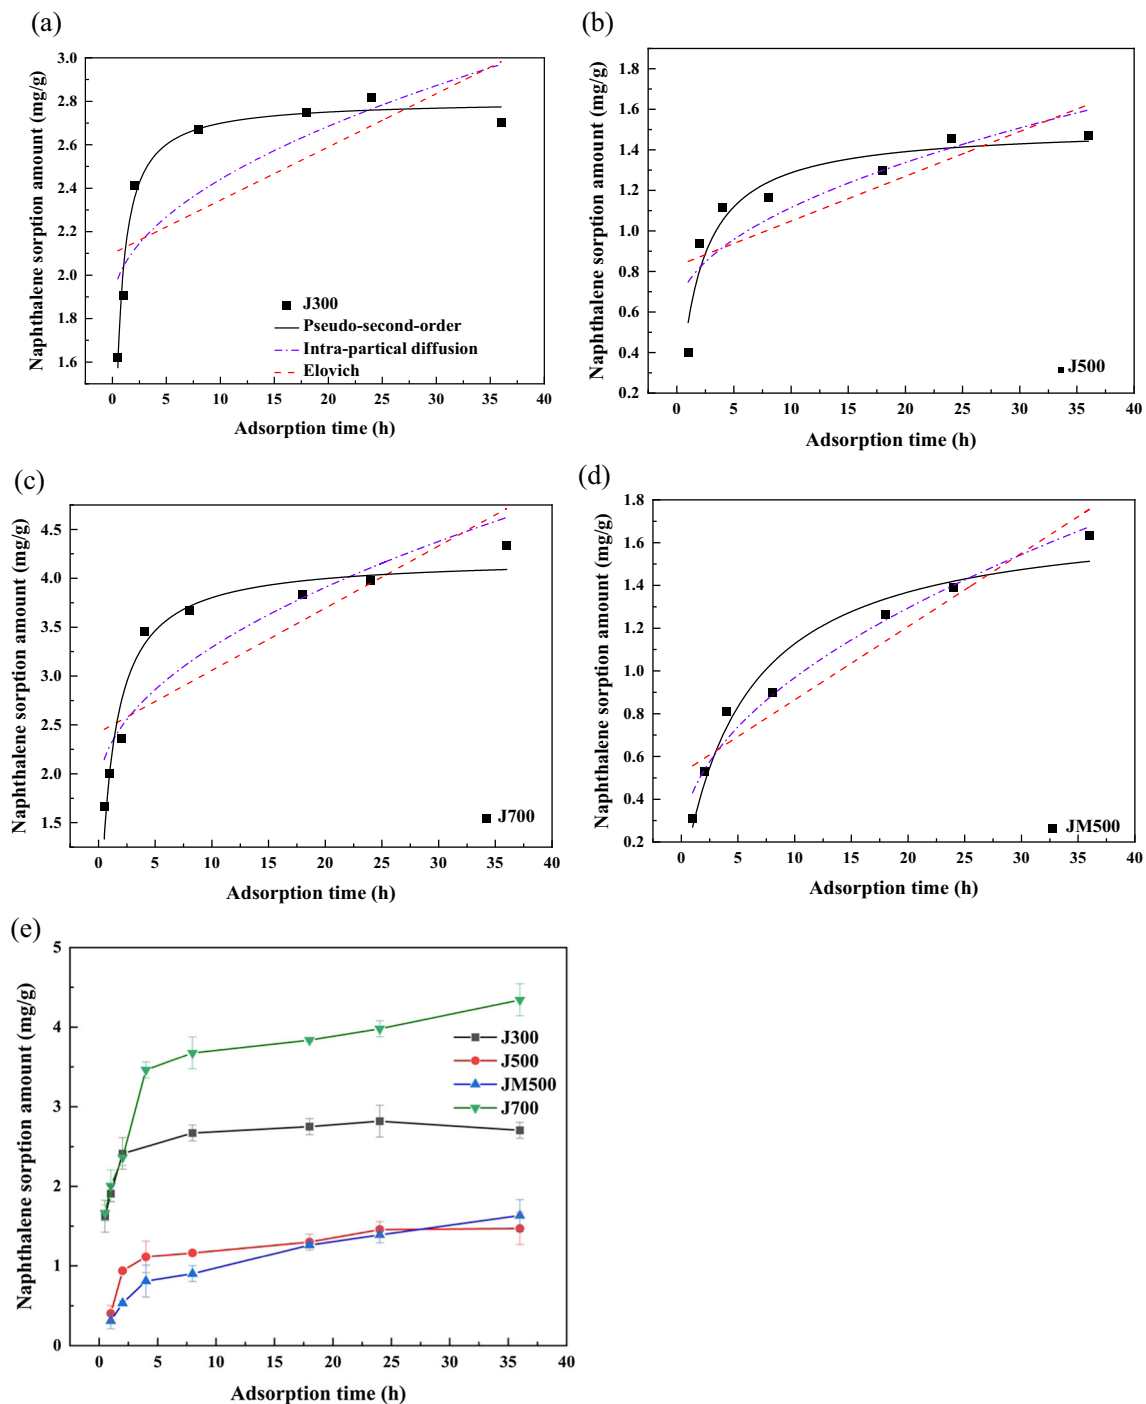 (a)
Naphthalene sorption amount (mg/g)
3.0
2.8
2.6
2.4
2.2
2.0
1.8
1.6
J300
Pseudo-second-order
Intra-partical diffusion
Elovich
0 5 10 15 20 25 30 35 40
Adsorption time (h)
(b)
Naphthalene sorption amount (mg/g)
1.8
1.6
1.4
1.2
1.0
0.8
0.6
0.4
0.2
J500
0 5 10 15 20 25 30 35 40
Adsorption time (h)
(c)
Naphthalene sorption amount (mg/g)
4.5
4.0
3.5
3.0
2.5
2.0
1.5
J700
0 5 10 15 20 25 30 35 40
Adsorption time (h)
(d)
Naphthalene sorption amount (mg/g)
1.8
1.6
1.4
1.2
1.0
0.8
0.6
0.4
0.2
JM500
0 5 10 15 20 25 30 35 40
Adsorption time (h)
(e)
Naphthalene sorption amount (mg/g)
5
4
3
2
1
0
J300
J500
JM500
J700
0 5 10 15 20 25 30 35 40
Adsorption time (h)